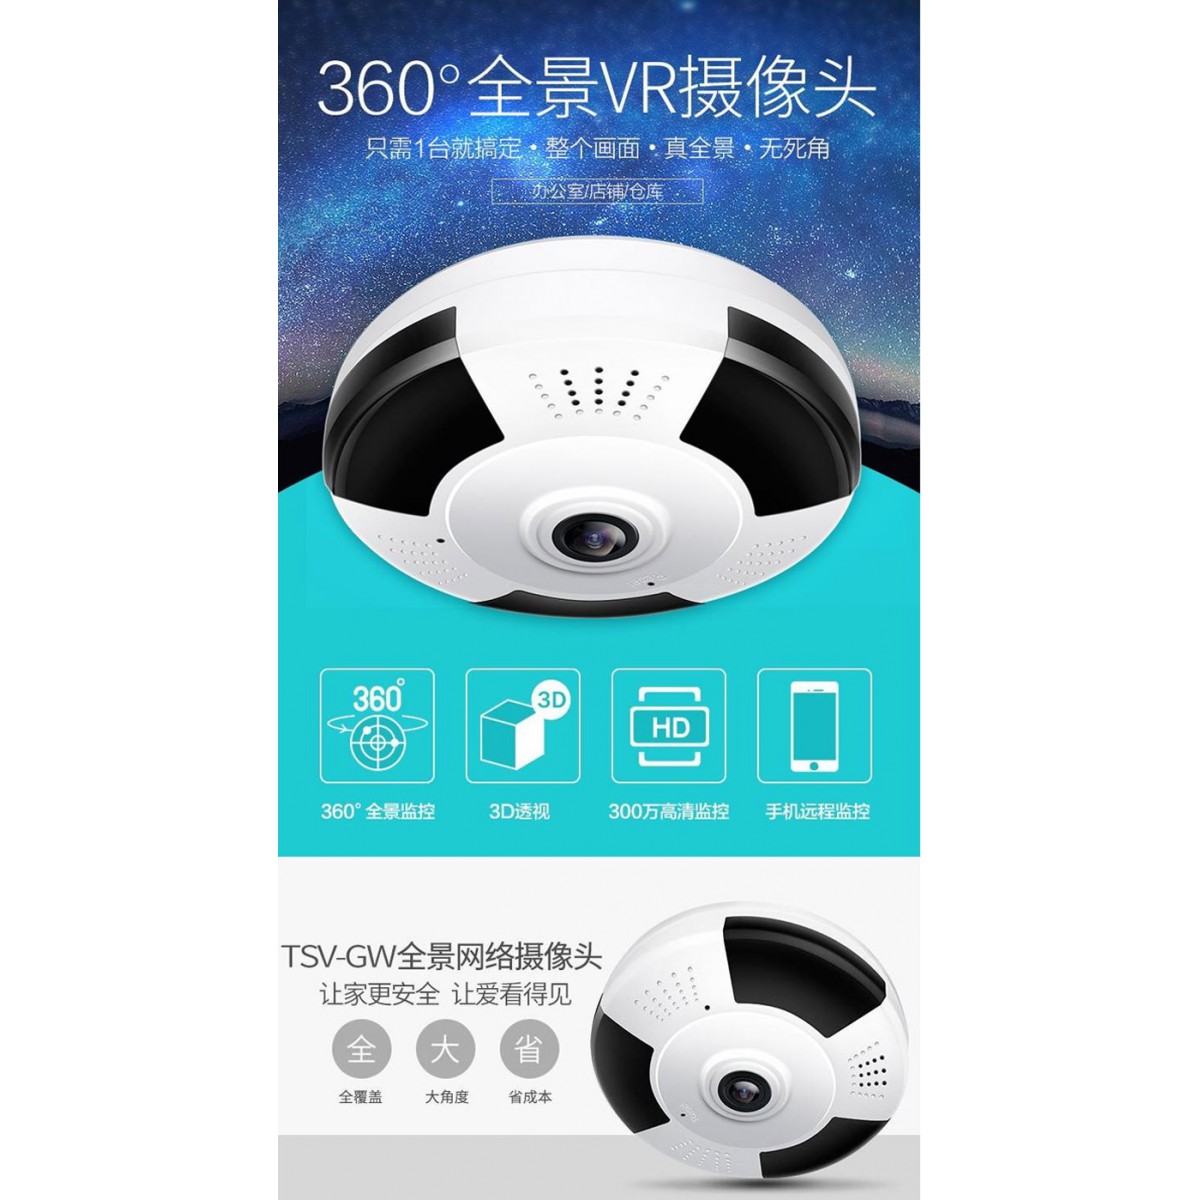 360°全景VR摄像头
只需1台就搞定·整个画面·真全景·无死角
办公室/店铺/仓库
360°
3D
HD
360°全景监控
3D透视
300万高清监控
手机远程监控
TSV-GW全景网络摄像头
让家更安全 让爱看得见
全 大 省
全覆盖 大角度 省成本